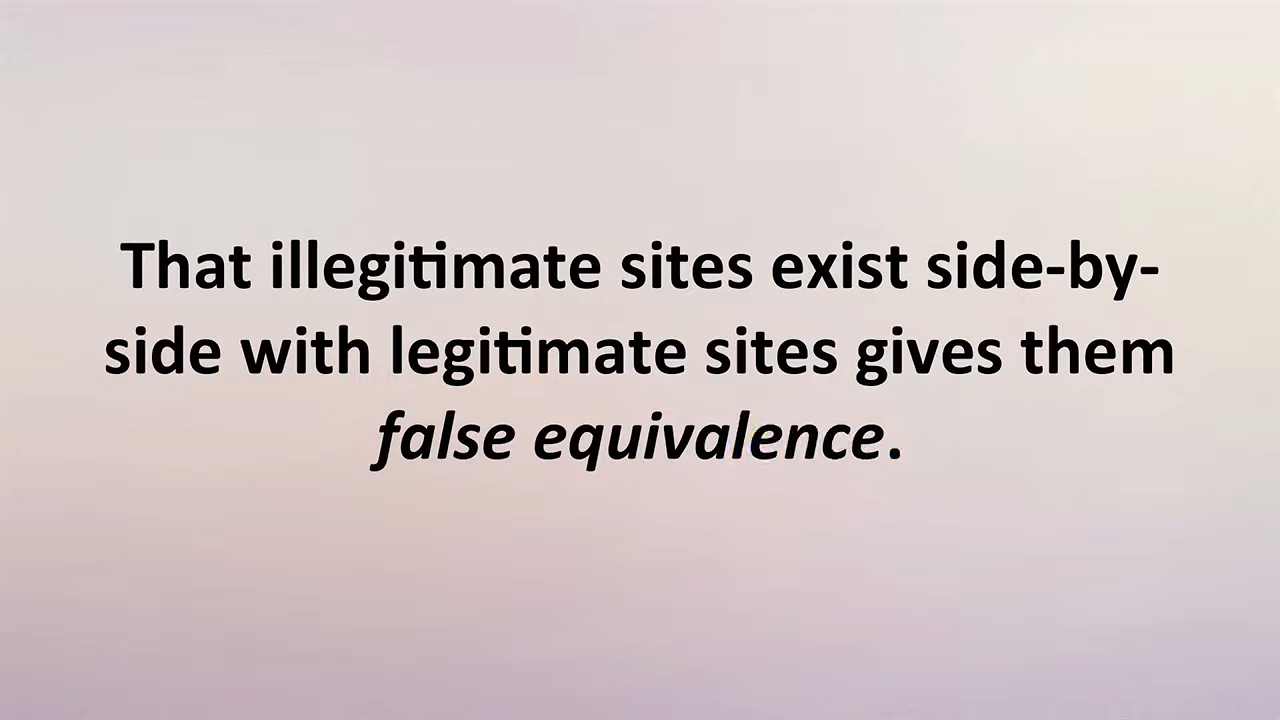 That illegitimate sites exist side-by-
side with legitimate sites gives them
false equivalence.